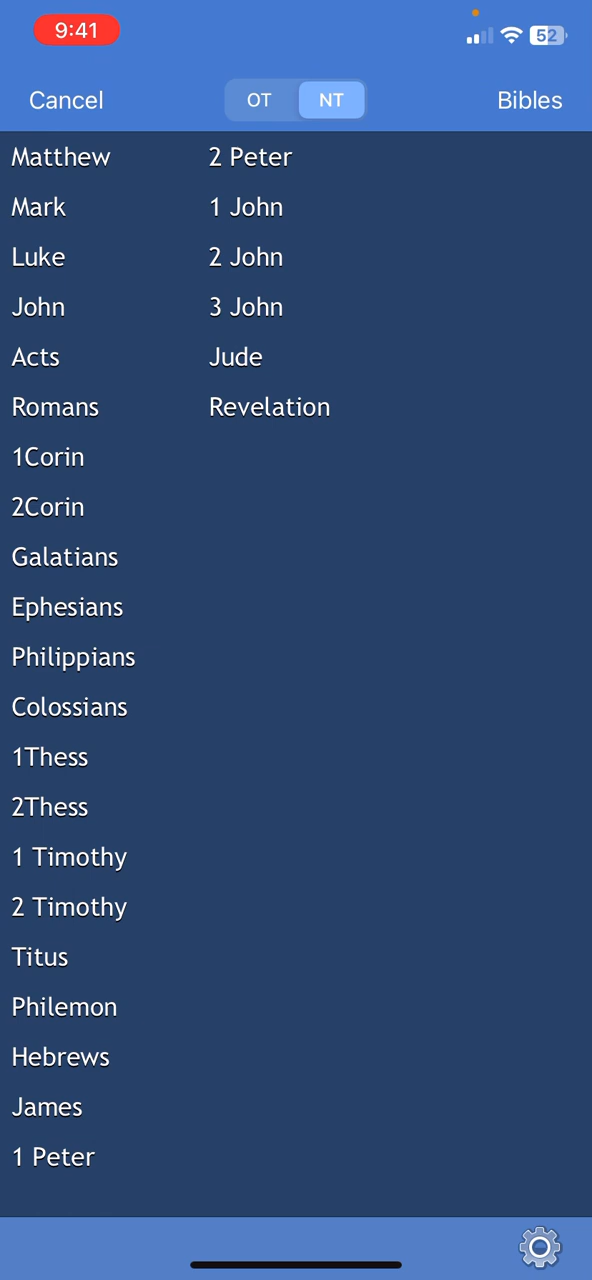 9:41
52
Cancel
OT
NT
Bibles
Matthew
Mark
Luke
John
Acts
Romans
1Corin
2Corin
Galatians
Ephesians
Philippians
Colossians
1Thess
2Thess
1 Timothy
2 Timothy
Titus
Philemon
Hebrews
James
1 Peter
2 Peter
1 John
2 John
3 John
Jude
Revelation